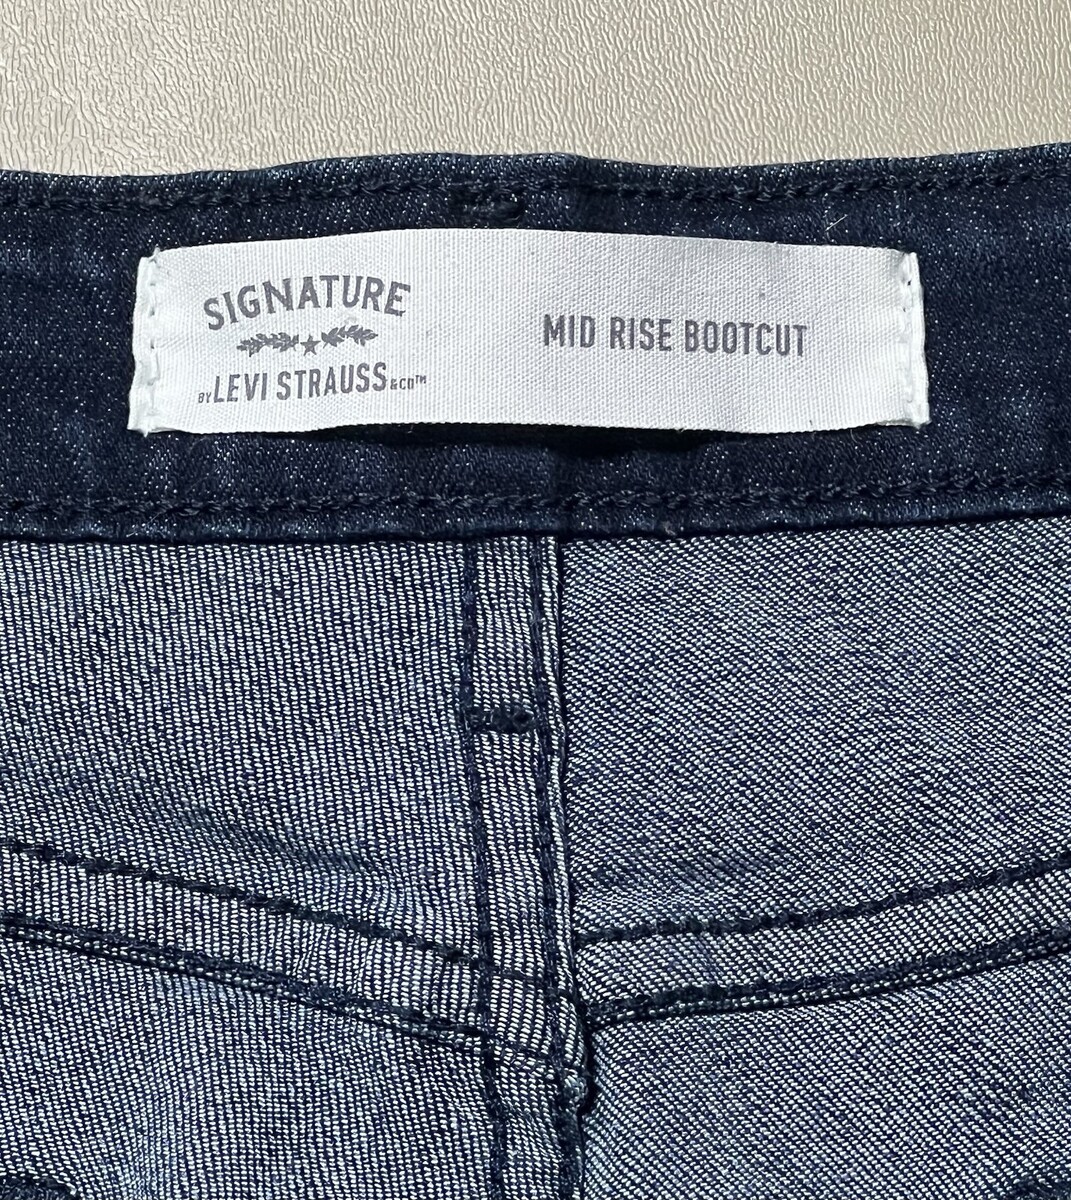 SIGNATURE
BY LEVI STRAUSS & CO™
MID RISE BOOTCUT